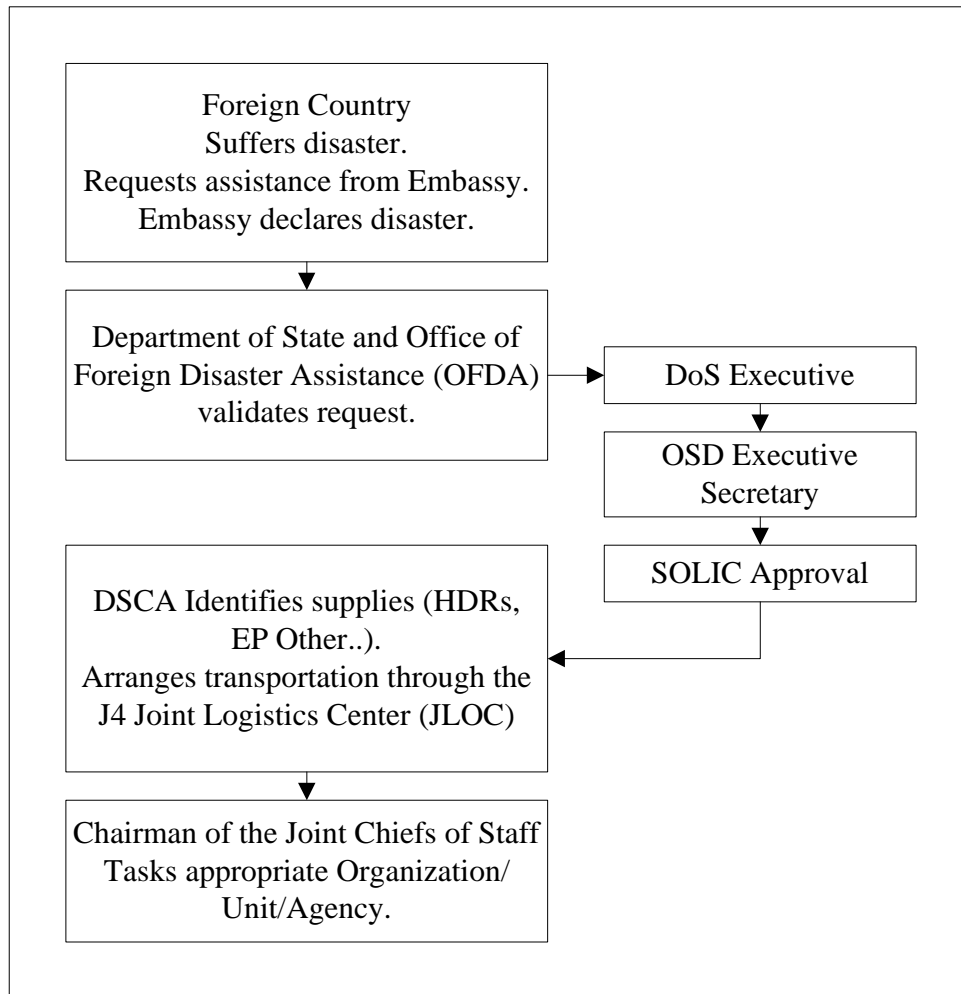 Foreign Country
Suffers disaster.
Requests assistance from Embassy.
Embassy declares disaster.
Department of State and Office of
Foreign Disaster Assistance (OFDA)
validates request.
DoS Executive
OSD Executive
Secretary
SOLIC Approval
DSCA Identifies supplies (HDRs,
EP Other..).
Arranges transportation through the
J4 Joint Logistics Center (JLOC)
Chairman of the Joint Chiefs of Staff
Tasks appropriate Organization/
Unit/Agency.